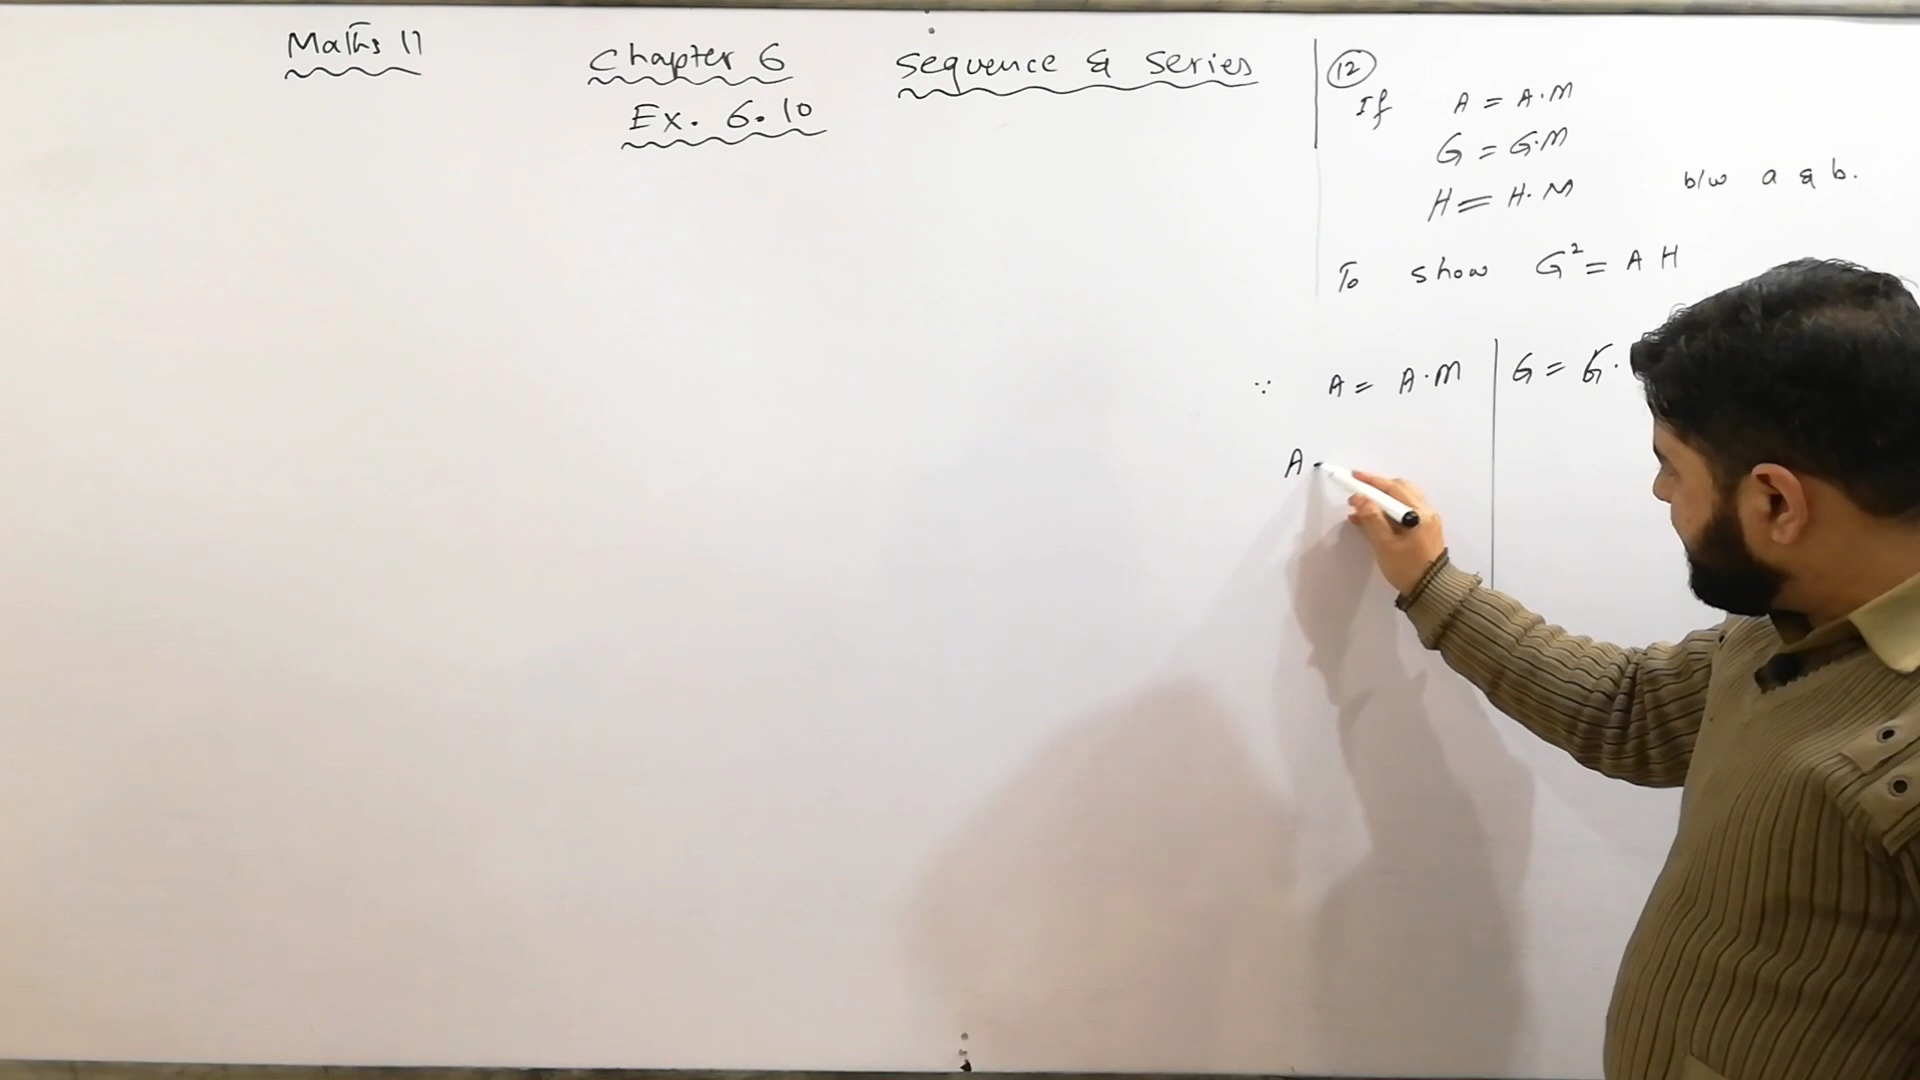 Maths 11
Chapter 6
Sequence & Series
Ex. 6.10
12
If A = A.M
G = G.M
H = H.M b/w a & b.
To show G² = A H
∵ A = A.M | G = G.
A -